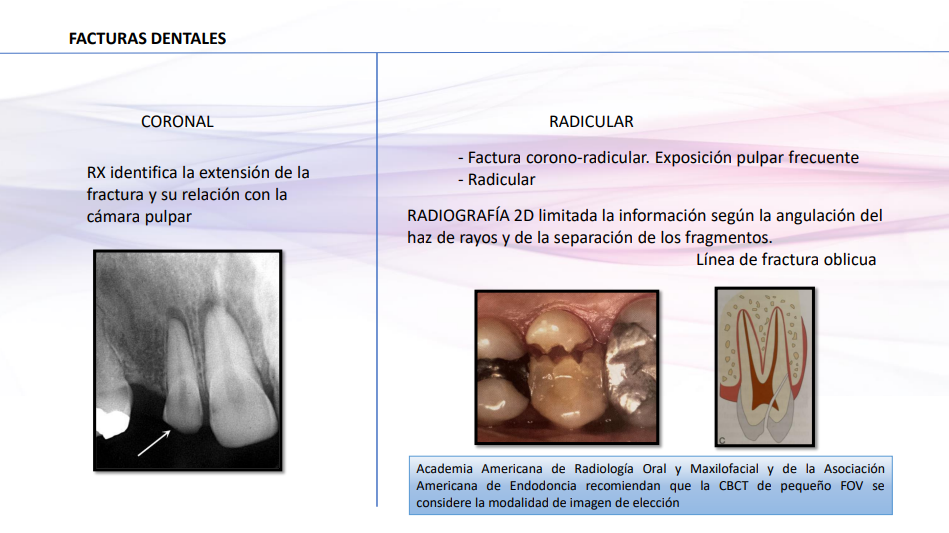 FACTURAS DENTALES
CORONAL
RX identifica la extensión de la
fractura y su relación con la
cámara pulpar
RADICULAR
- Factura corono-radicular. Exposición pulpar frecuente
- Radicular
RADIOGRAFÍA 2D limitada la información según la angulación del
haz de rayos y de la separación de los fragmentos.
Línea de fractura oblicua
C
Academia Americana de Radiología Oral y Maxilofacial y de la Asociación
Americana de Endodoncia recomiendan que la CBCT de pequeño FOV se
considere la modalidad de imagen de elección